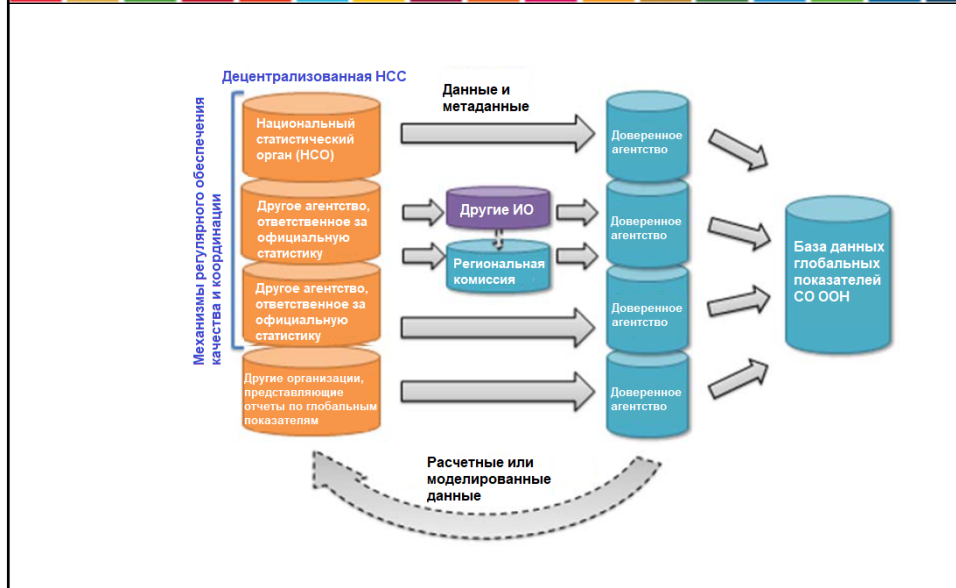 Децентрализованная НСС
Механизмы регулярного обеспечения
качества и координации
Национальный
статистический
орган (НСО)
Другое агентство,
ответственное за
официальную
статистику
Другое агентство,
ответственное за
официальную
статистику
Другие организации,
представляющие
отчеты по глобальным
показателям
Данные и
метаданные
Другие ИО
Региональная
комиссия
Доверенное
агентство
Доверенное
агентство
Доверенное
агентство
Доверенное
агентство
База данных
глобальных
показателей
СО ООН
Расчетные или
моделированные
данные